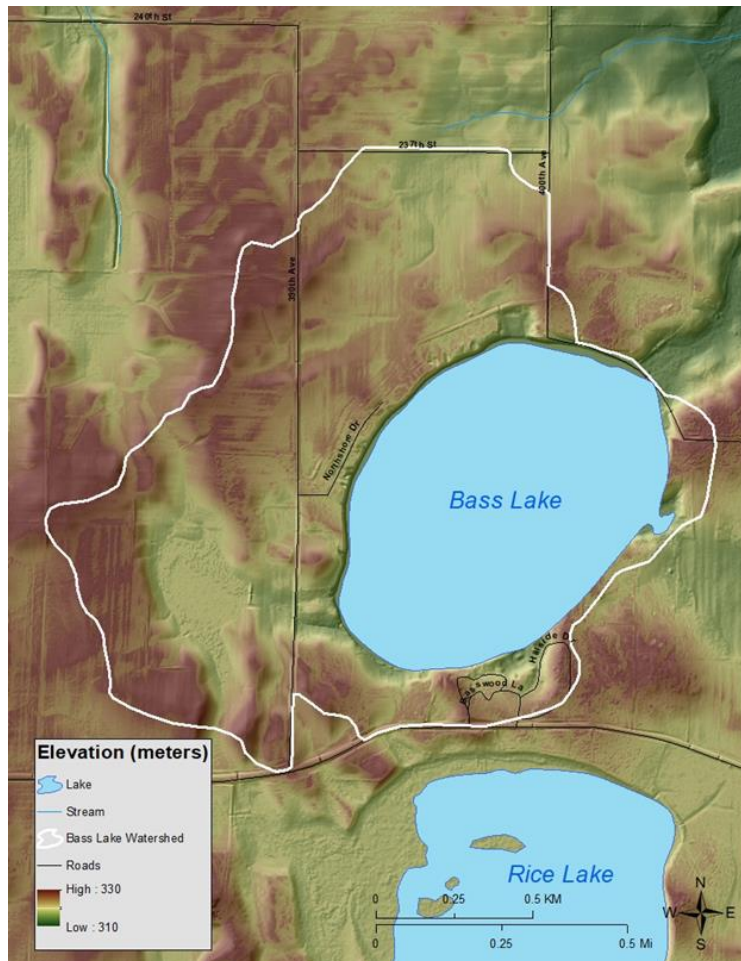 240th St
237th St
400th Ave
390th Ave
Northshore Dr
Bass Lake
Hillside Dr
Basswood La
Elevation (meters)
Lake
Stream
Bass Lake Watershed
Roads
High : 330
Low : 310
Rice Lake
0 0.25 0.5 KM
0 0.25 0.5 Mi
N
W E
S